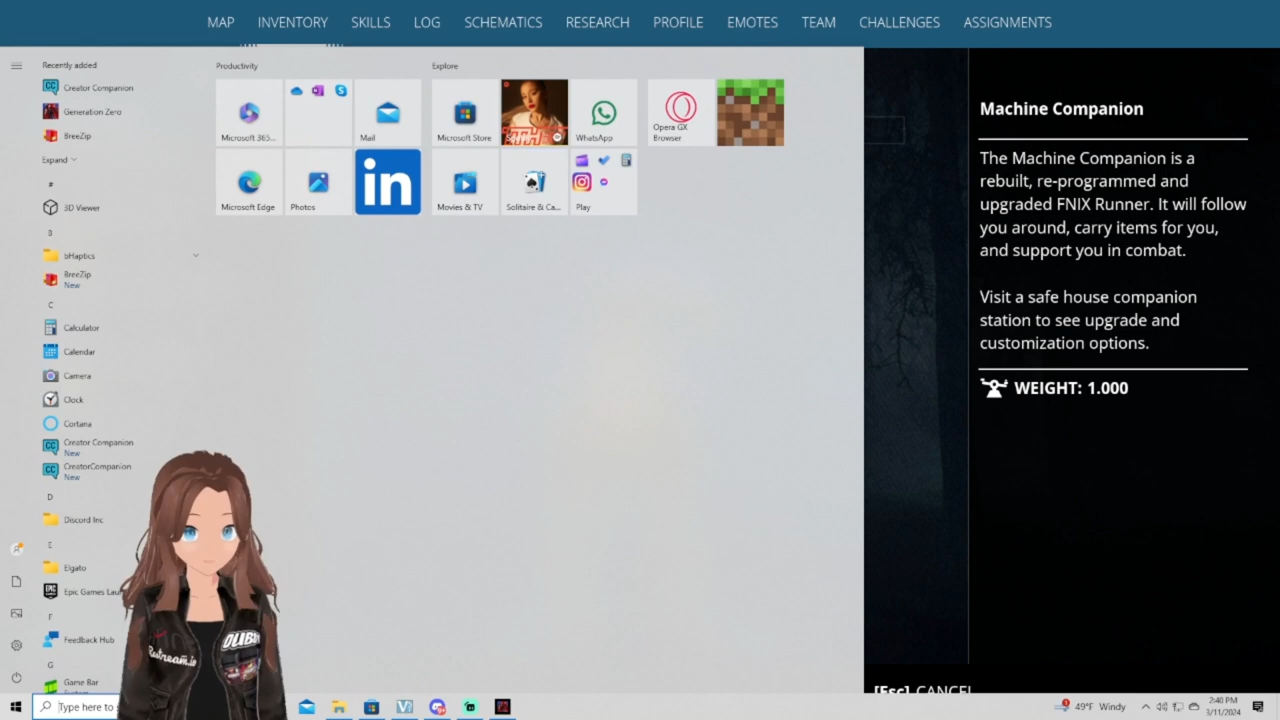 MAP INVENTORY SKILLS LOG SCHEMATICS RESEARCH PROFILE EMOTES TEAM CHALLENGES ASSIGNMENTS
Recently added
Creator Companion
Generation Zero
BreeZip
Expand
#
3D Viewer
B
bHaptics
BreeZip
New
C
Calculator
Calendar
Camera
Clock
Cortana
Creator Companion
New
CreatorCompanion
New
D
Discord Inc
E
Elgato
Epic Games Lau
F
Feedback Hub
G
Game Bar
Productivity
Microsoft 365...
Mail
Microsoft Edge
Photos
in
Explore
Microsoft Store
WhatsApp
Movies & TV
Solitaire & Ca...
Play
Opera GX
Browser
Machine Companion
The Machine Companion is a
rebuilt, re-programmed and
upgraded FNIX Runner. It will follow
you around, carry items for you,
and support you in combat.
Visit a safe house companion
station to see upgrade and
customization options.
WEIGHT: 1.000
[Esc] CANCEL
Restream.io
Type here to
49°F Windy
2:40 PM
3/11/2024